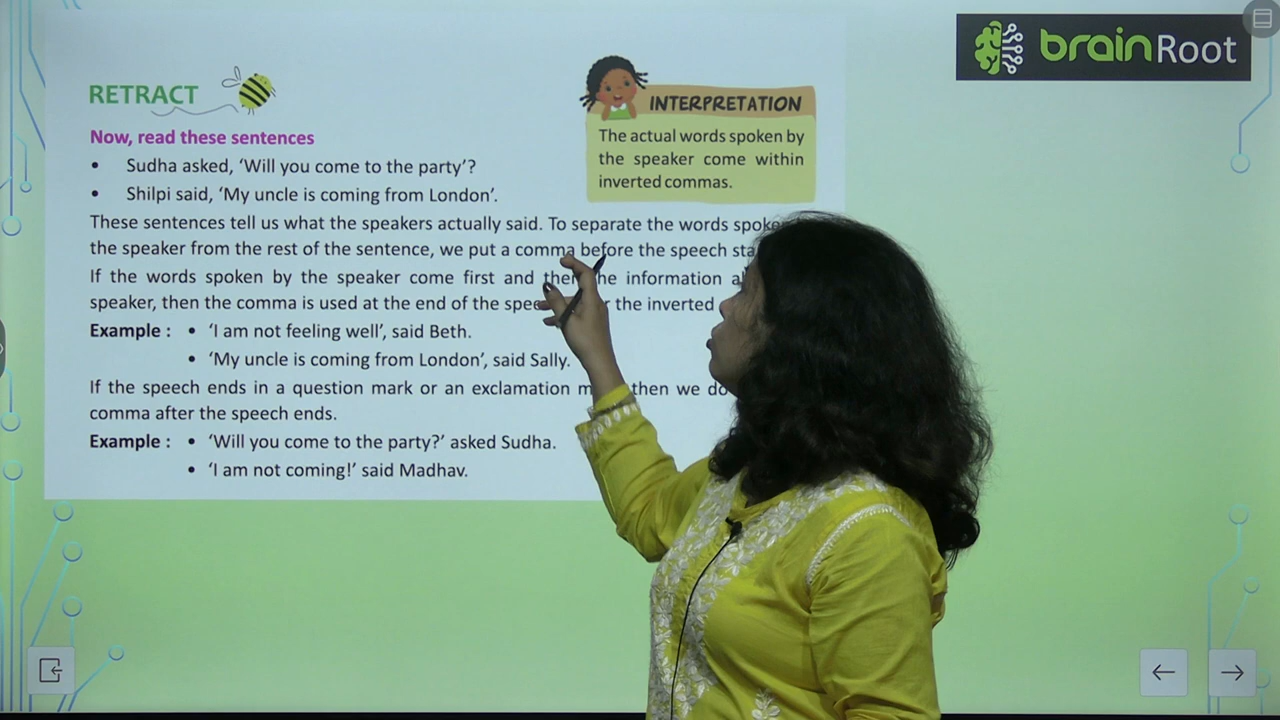 brainRoot
RETRACT
INTERPRETATION
The actual words spoken by
the speaker come within
inverted commas.
Now, read these sentences
• Sudha asked, ‘Will you come to the party’?
• Shilpi said, ‘My uncle is coming from London’.
These sentences tell us what the speakers actually said. To separate the words
the speaker from the rest of the sentence, we put a comma before the speech
If the words spoken by the speaker come first and the information
speaker, then the comma is used at the end of the the inverted
Example : • ‘I am not feeling well’, said Beth.
• ‘My uncle is coming from London’, said Sally.
If the speech ends in a question mark or an exclamation then we do
comma after the speech ends.
Example : • ‘Will you come to the party?’ asked Sudha.
• ‘I am not coming!’ said Madhav.